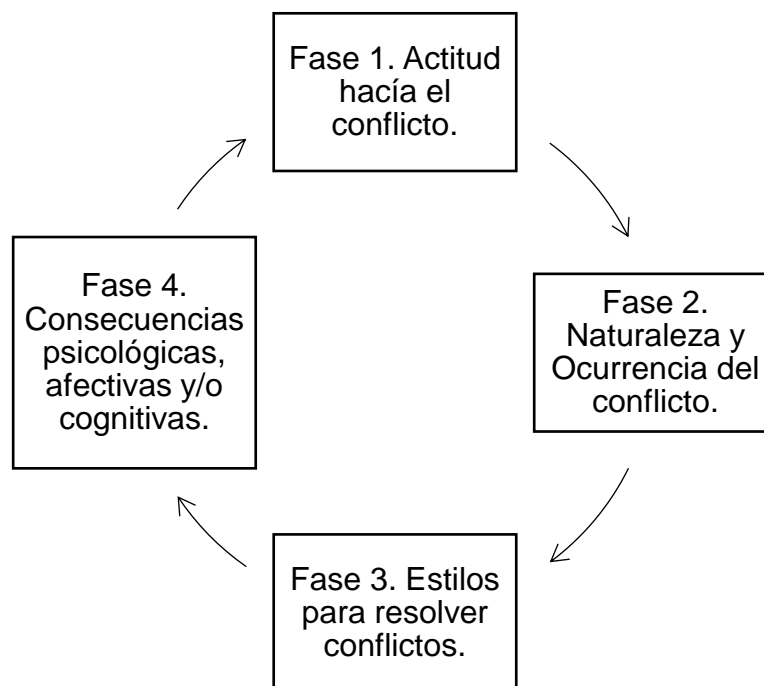 Fase 1. Actitud
hacía el
conflicto.
Fase 2.
Naturaleza y
Ocurrencia del
conflicto.
Fase 3. Estilos
para resolver
conflictos.
Fase 4.
Consecuencias
psicológicas,
afectivas y/o
cognitivas.